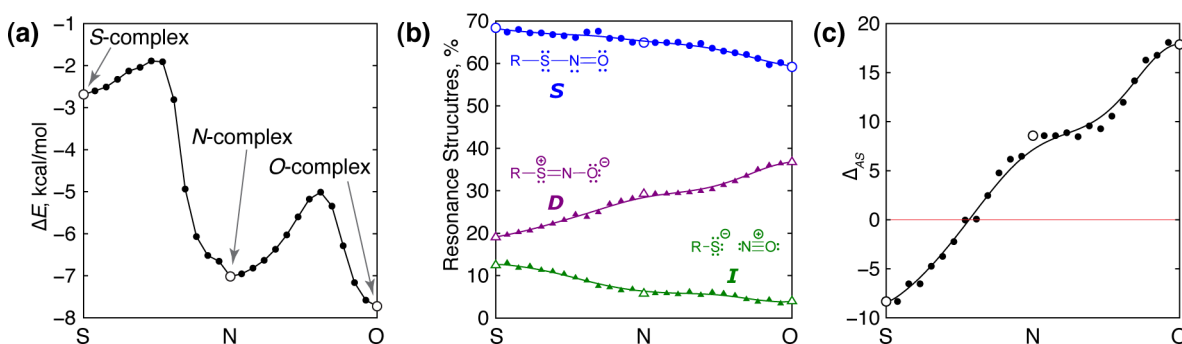 (a)
ΔE, kcal/mol
−1
−2
−3
−4
−5
−6
−7
−8
S-complex
N-complex
O-complex
S N O
(b)
Resonance Strucutres, %
70
60
50
40
30
20
10
0
R–S–N=O
S
R–S=N–O
⊕ ⊖
D
R–S N≡O
⊖ ⊕
I
S N O
(c)
Δ_AS
20
15
10
5
0
−5
−10
S N O